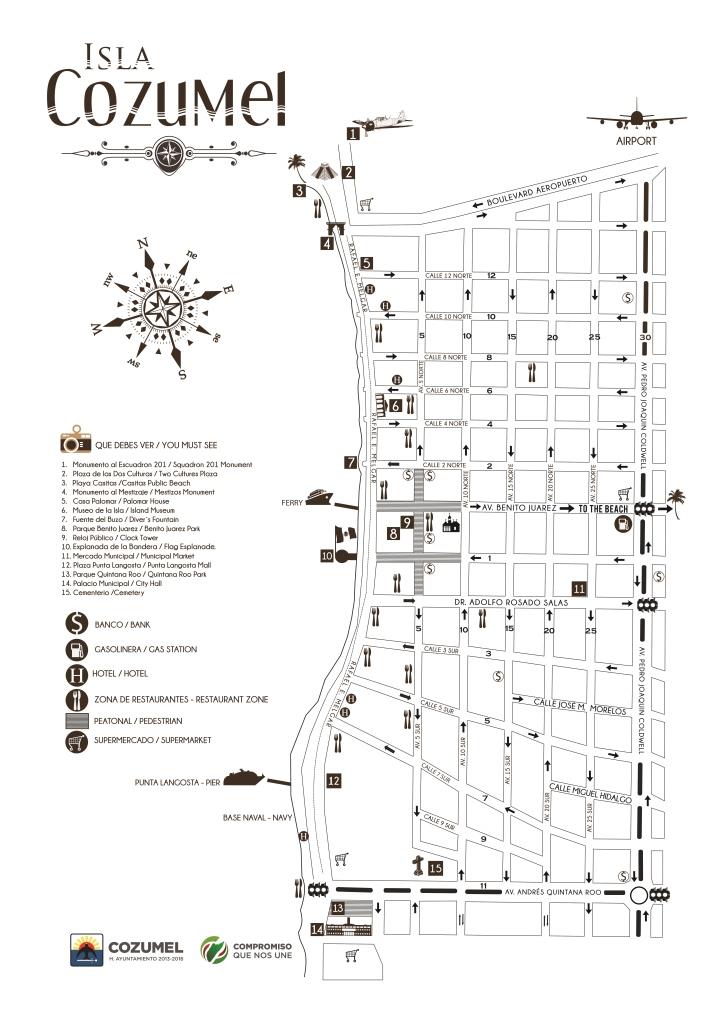 ISLA
COZUMEL
1
AIRPORT
2
3
BOULEVARD AEROPUERTO
4
RAFAEL E. MELGAR
5
N
ne
E
se
S
sw
W
nw
CALLE 12 NORTE 12
H
H
$
CALLE 10 NORTE 10
5 10 15 20 25 30
CALLE 8 NORTE 8
AV. 5 NORTE
AV. PEDRO JOAQUIN COLDWELL
H
CALLE 6 NORTE 6
6
RAFAEL E. MELGAR
CALLE 4 NORTE 4
QUE DEBES VER / YOU MUST SEE
1. Monumento al Escuadron 201 / Squadron 201 Monument
2. Plaza de las Dos Culturas / Two Cultures Plaza
3. Playa Casitas /Casitas Public Beach
4. Monumento al Mestizaje / Mestizos Monument
5. Casa Palomar / Palomar House
6. Museo de la Isla / Island Museum
7. Fuente del Buzo / Diver's Fountain
8. Parque Benito Juarez / Benito Juarez Park
9. Reloj Público / Clock Tower
10. Esplanada de la Bandera / Flag Esplanade.
11. Mercado Municipal / Municipal Market
12. Plaza Punta Langosta / Punta Langosta Mall
13. Parque Quintana Roo / Quintana Roo Park
14. Palacio Municipal / City Hall
15. Cementerio /Cemetery
7
CALLE 2 NORTE 2
AV. 10 NORTE
AV. 15 NORTE
AV. 20 NORTE
AV. 25 NORTE
$
FERRY
AV. BENITO JUAREZ
TO THE BEACH
9
8
$
10
1
$
$
11
DR. ADOLFO ROSADO SALAS
5 10 15 20 25
CALLE 3 SUR 3
$
AV. PEDRO JOAQUIN COLDWELL
RAFAEL E. MELGAR
H
H
CALLE 5 SUR
5
CALLE JOSE M. MORELOS
AV. 5 SUR
AV. 10 SUR
AV. 15 SUR
AV. 20 SUR
AV. 25 SUR
$ BANCO / BANK
GASOLINERA / GAS STATION
H HOTEL / HOTEL
ZONA DE RESTAURANTES - RESTAURANT ZONE
PEATONAL / PEDESTRIAN
SUPERMERCADO / SUPERMARKET
PUNTA LANGOSTA - PIER
12
CALLE 7 SUR
7
CALLE MIGUEL HIDALGO
BASE NAVAL - NAVY
CALLE 9 SUR
9
H
15
$
11
AV. ANDRÉS QUINTANA ROO
13
14
COZUMEL
H. AYUNTAMIENTO 2013-2016
COMPROMISO
QUE NOS UNE